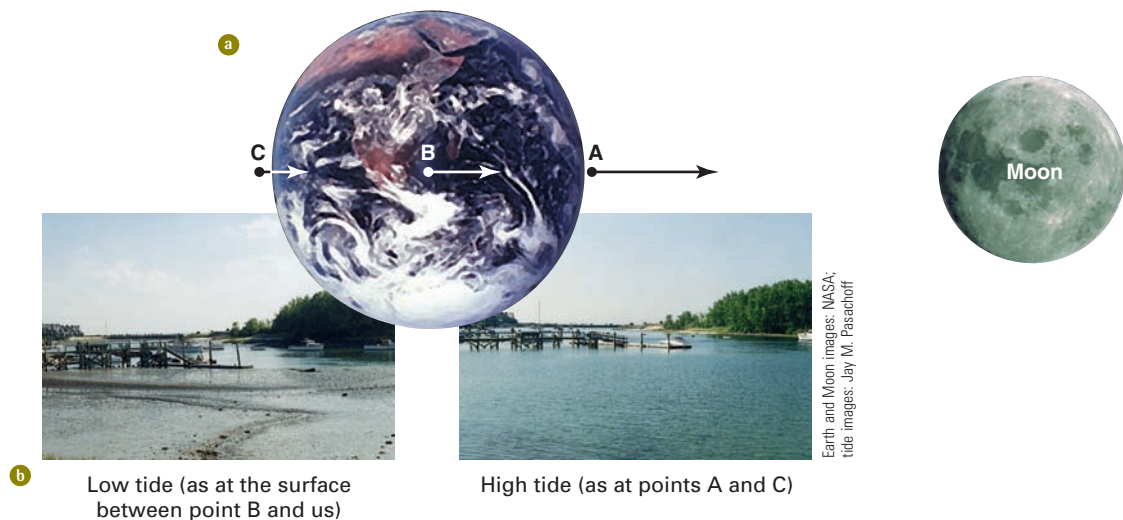 a
C
B
A
Moon
Earth and Moon images: NASA;
tide images: Jay M. Pasachoff
b
Low tide (as at the surface
between point B and us)
High tide (as at points A and C)